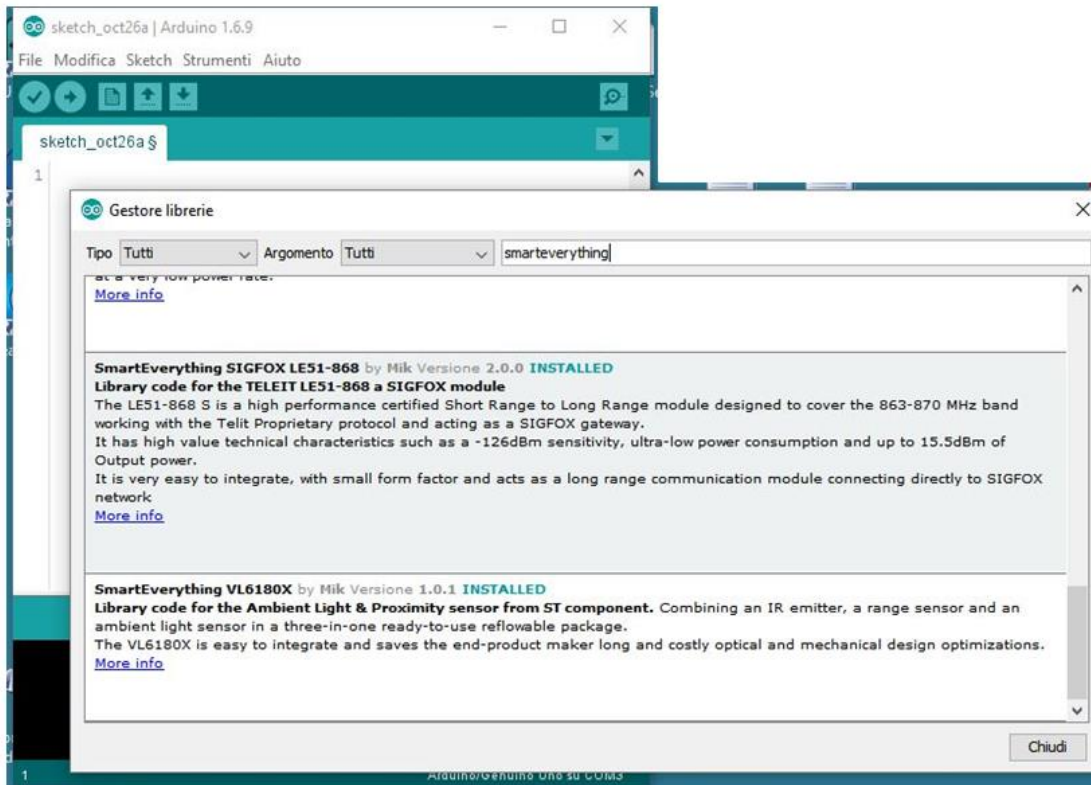 sketch_oct26a | Arduino 1.6.9
File Modifica Sketch Strumenti Aiuto
sketch_oct26a §
1
Gestore librerie
Tipo Tutti Argomento Tutti smarteverything
at a very low power rate.
More info
SmartEverything SIGFOX LE51-868 by Mik Versione 2.0.0 INSTALLED
Library code for the TELEIT LE51-868 a SIGFOX module
The LE51-868 S is a high performance certified Short Range to Long Range module designed to cover the 863-870 MHz band
working with the Telit Proprietary protocol and acting as a SIGFOX gateway.
It has high value technical characteristics such as a -126dBm sensitivity, ultra-low power consumption and up to 15.5dBm of
Output power.
It is very easy to integrate, with small form factor and acts as a long range communication module connecting directly to SIGFOX
network
More info
SmartEverything VL6180X by Mik Versione 1.0.1 INSTALLED
Library code for the Ambient Light & Proximity sensor from ST component. Combining an IR emitter, a range sensor and an
ambient light sensor in a three-in-one ready-to-use reflowable package.
The VL6180X is easy to integrate and saves the end-product maker long and costly optical and mechanical design optimizations.
More info
Chiudi
1 Arduino/Genuino Uno su COM3